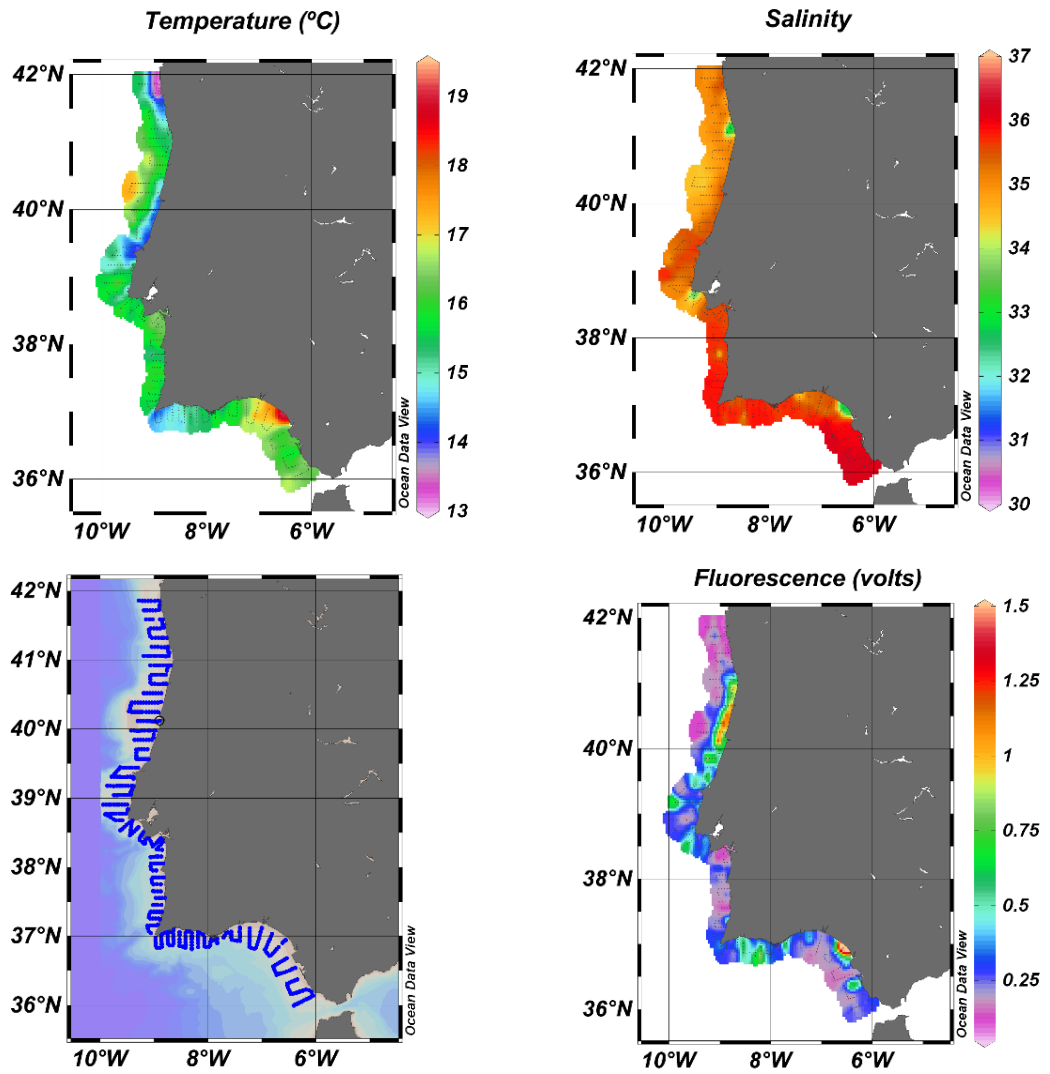 Temperature (ºC)
42°N
40°N
38°N
36°N
10°W
8°W
6°W
19
18
17
16
15
14
13
Ocean Data View
Salinity
42°N
40°N
38°N
36°N
10°W
8°W
6°W
37
36
35
34
33
32
31
30
Ocean Data View
42°N
41°N
40°N
39°N
38°N
37°N
36°N
10°W
8°W
6°W
Ocean Data View
Fluorescence (volts)
42°N
40°N
38°N
36°N
10°W
8°W
6°W
1.5
1.25
1
0.75
0.5
0.25
Ocean Data View